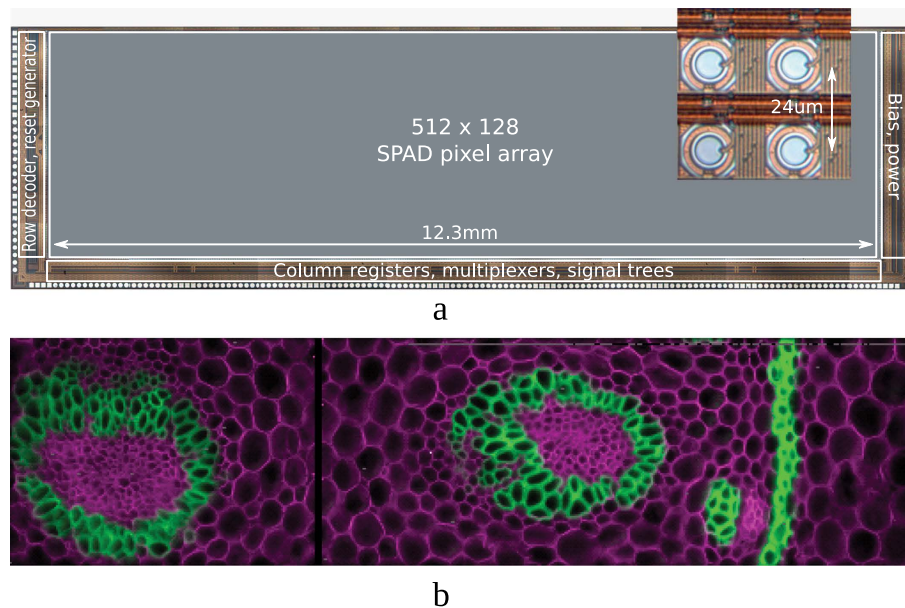 Row decoder, reset generator
512 x 128
SPAD pixel array
24um
Bias, power
12.3mm
Column registers, multiplexers, signal trees
a
b